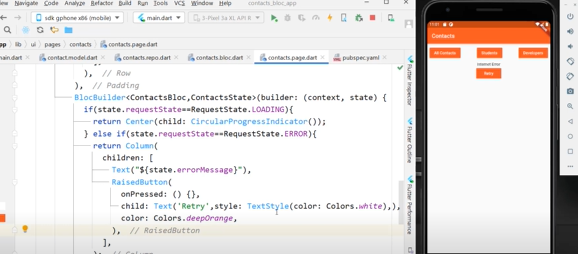 Navigate Code Analyze Refactor Build Run Tools VCS Window Help contacts_bloc_app
sdk gphone x86 (mobile) main.dart Pixel 3a XL API R
lib ui pages contacts contacts.page.dart
main.dart contact.model.dart contacts.repo.dart contacts.bloc.dart contacts.page.dart pubspec.yaml
), // Row
), // Padding
BlocBuilder<ContactsBloc,ContactsState>(builder: (context, state) {
if(state.requestState==RequestState.LOADING){
return Center(child: CircularProgressIndicator());
} else if(state.requestState==RequestState.ERROR){
return Column(
children: [
Text("${state.errorMessage}"),
RaisedButton(
onPressed: () {},
child: Text('Retry',style: TextStyle(color: Colors.white),),
color: Colors.deepOrange,
), // RaisedButton
],
), // Column
Flutter Inspector
Flutter Outline
Flutter Performance
Contacts
All Contacts Students Developers
Internet Error
Retry